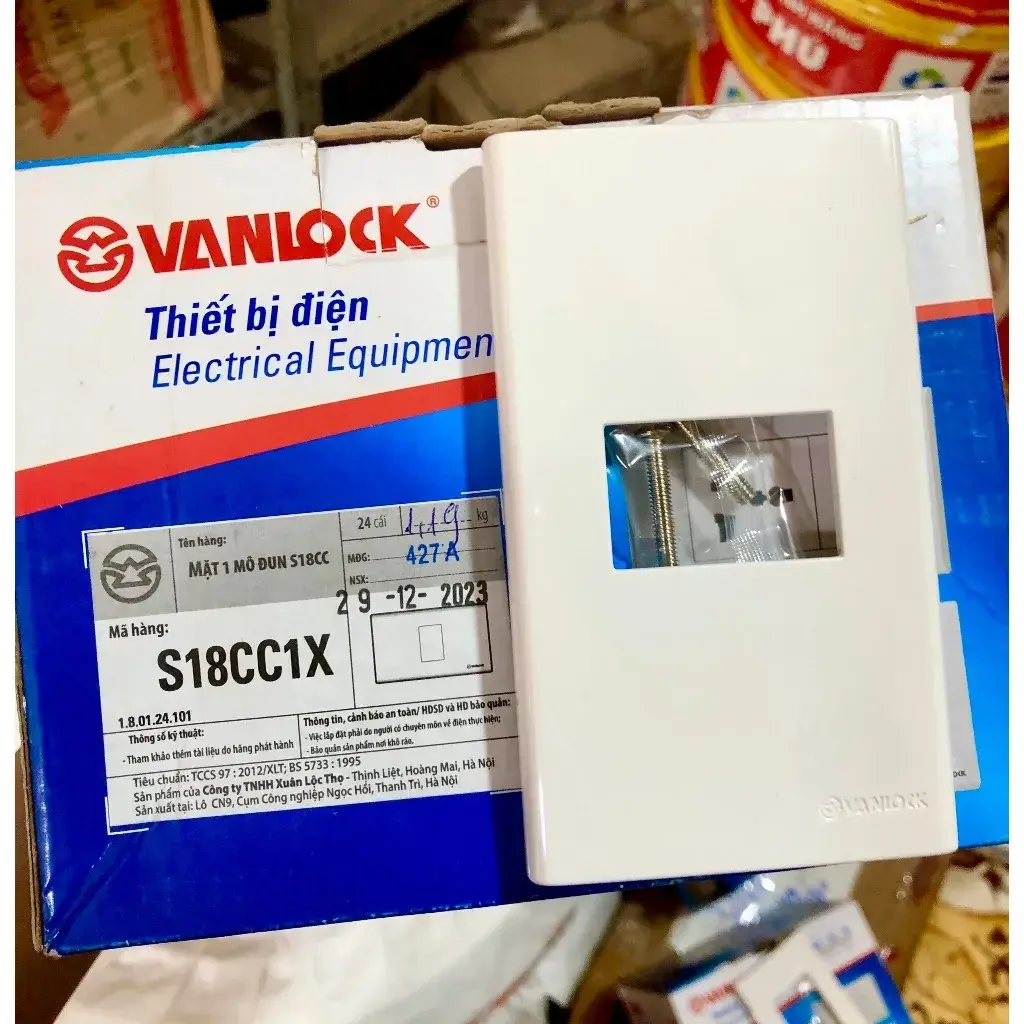 PHÚ
VANLOCK®
Thiết bị điện
Electrical Equipmen
Tên hàng:
MẶT 1 MÔ ĐUN S18CC
24 cái
kg
MĐG: 427A
NSX:
29-12-2023
Mã hàng:
S18CC1X
1.8.01.24.101
Thông số kỹ thuật:
- Tham khảo thêm tài liệu do hãng phát hành
Thông tin, cảnh báo an toàn/ HDSD và HD bảo quản:
- Việc lắp đặt phải do người có chuyên môn về điện thực hiện;
- Bảo quản sản phẩm nơi khô ráo.
Tiêu chuẩn: TCCS 97 : 2012/XLT; BS 5733 : 1995
Sản phẩm của Công ty TNHH Xuân Lộc Thọ - Thịnh Liệt, Hoàng Mai, Hà Nội
Sản xuất tại: Lô CN9, Cụm Công nghiệp Ngọc Hồi, Thanh Trì, Hà Nội
VANLOCK